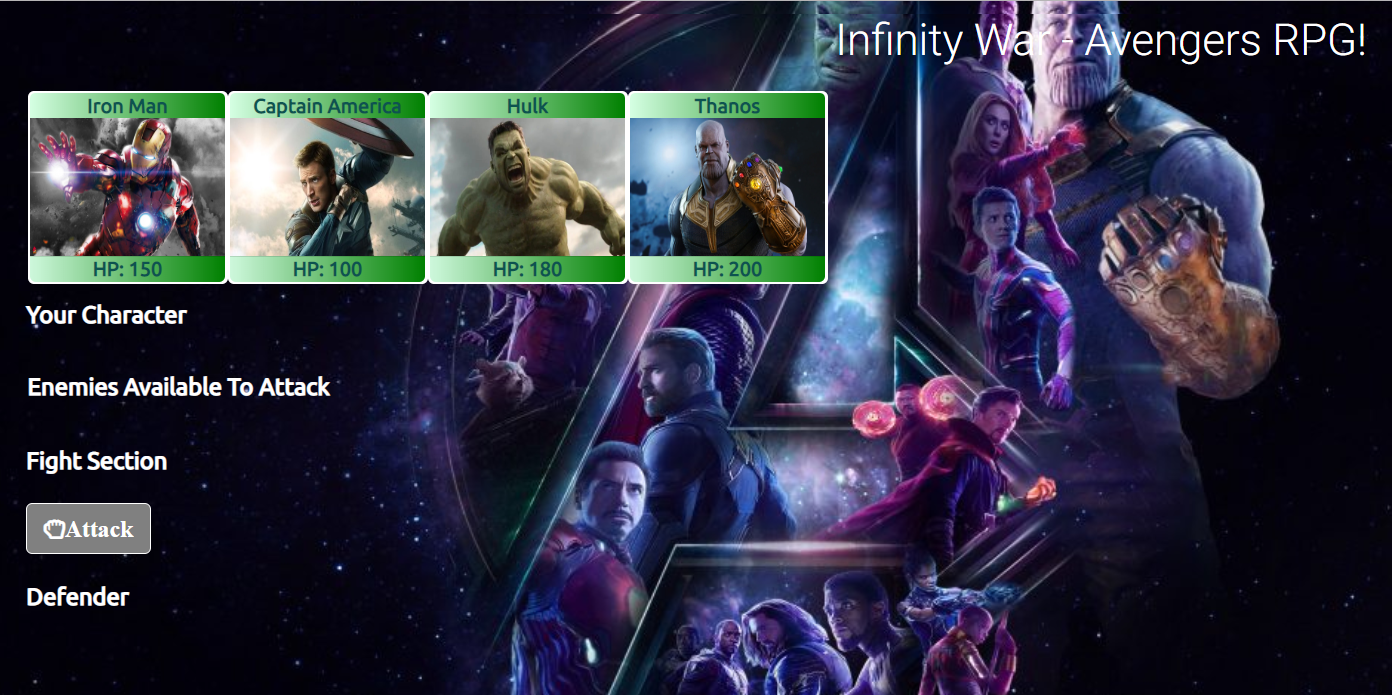 Infinity War - Avengers RPG!
Iron Man
Captain America
Hulk
Thanos
HP: 150
HP: 100
HP: 180
HP: 200
Your Character
Enemies Available To Attack
Fight Section
Attack
Defender